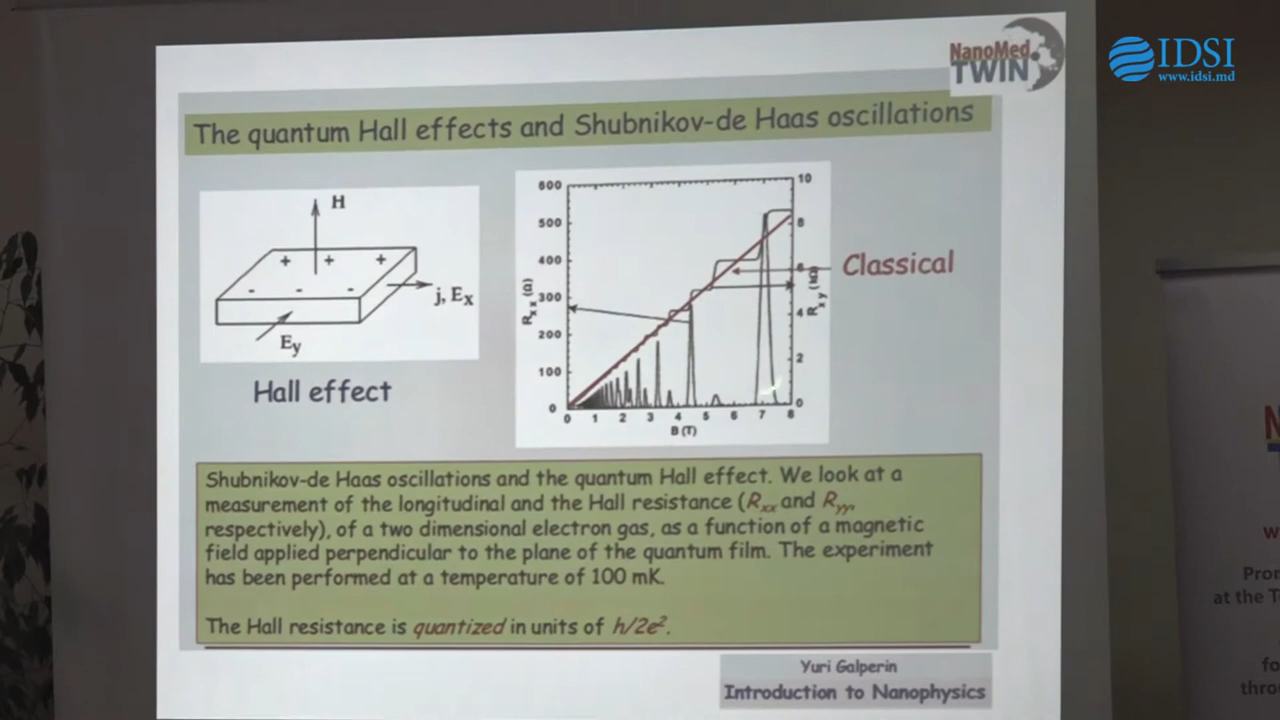 NanoMed
TWIN
IDSI
www.idsi.md
The quantum Hall effects and Shubnikov-de Haas oscillations
H
+ + +
- - -
j, Ex
Ey
Hall effect
600
500
400
300
200
100
0
Rxx (Ω)
0 1 2 3 4 5 6 7 8
B (T)
10
8
6
4
2
0
Rxy (kΩ)
Classical
Shubnikov-de Haas oscillations and the quantum Hall effect. We look at a
measurement of the longitudinal and the Hall resistance (Rxx and Ryy,
respectively), of a two dimensional electron gas, as a function of a magnetic
field applied perpendicular to the plane of the quantum film. The experiment
has been performed at a temperature of 100 mK.
The Hall resistance is quantized in units of h/2e².
Yuri Galperin
Introduction to Nanophysics
at the